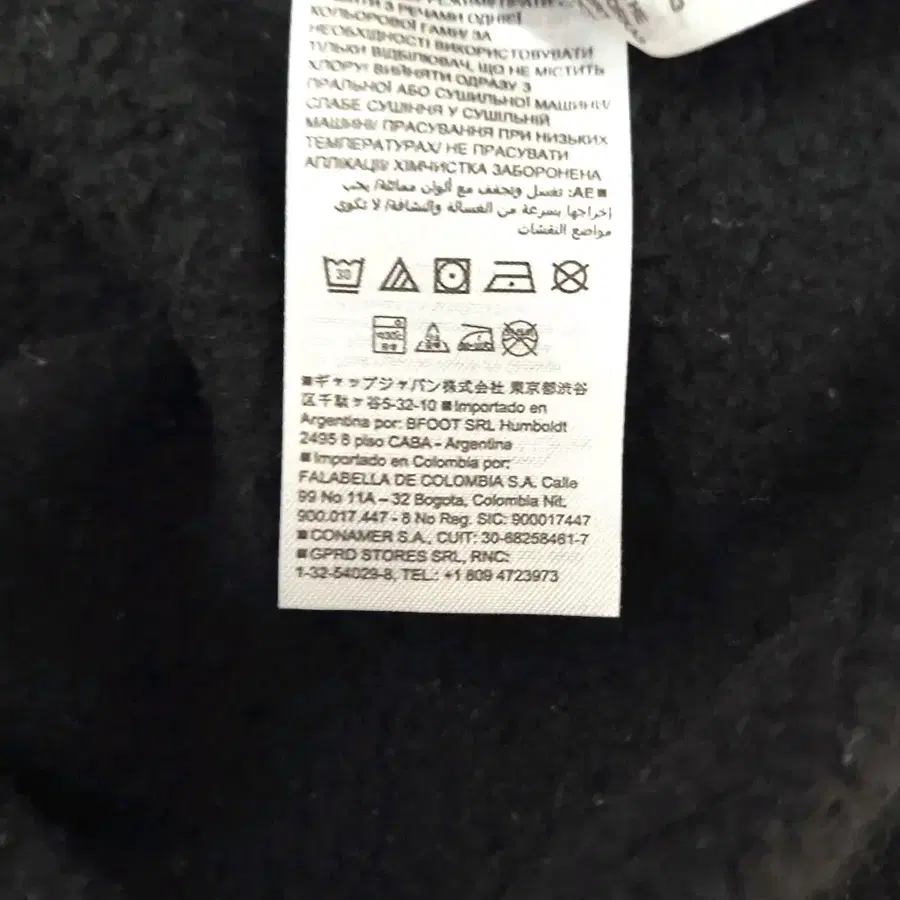 З РЕЧАМИ ОДНІЄЇ
КОЛЬОРОВОЇ ГАМИ/ ЗА
НЕОБХІДНОСТІ ВИКОРИСТОВУВАТИ
ТІЛЬКИ ВІДБІЛЮВАЧ, ЩО НЕ МІСТИТЬ
ХЛОРУ/ ВИЙНЯТИ ОДРАЗУ З
ПРАЛЬНОЇ АБО СУШИЛЬНОЇ МАШИНИ/
СЛАБЕ СУШІННЯ У СУШИЛЬНІЙ
МАШИНІ/ ПРАСУВАННЯ ПРИ НИЗЬКИХ
ТЕМПЕРАТУРАХ/ НЕ ПРАСУВАТИ
АПЛІКАЦІЇ/ ХІМЧИСТКА ЗАБОРОНЕНА
■ AE: تغسل وتجفف مع ألوان مماثلة/ يجب
إخراجها بسرعة من الغسالة والنشافة/ لا تكوى
مواضع النقشات
30
■ギャップジャパン株式会社 東京都渋谷
区千駄ヶ谷5-32-10 ■Importado en
Argentina por: BFOOT SRL Humboldt
2495 8 piso CABA - Argentina
■Importado en Colombia por:
FALABELLA DE COLOMBIA S.A. Calle
99 No 11A – 32 Bogota, Colombia Nit.
900.017.447 - 8 No Reg. SIC: 900017447
■CONAMER S.A., CUIT: 30-68258461-7
■GPRD STORES SRL, RNC:
1-32-54029-8, TEL.: +1 809 4723973